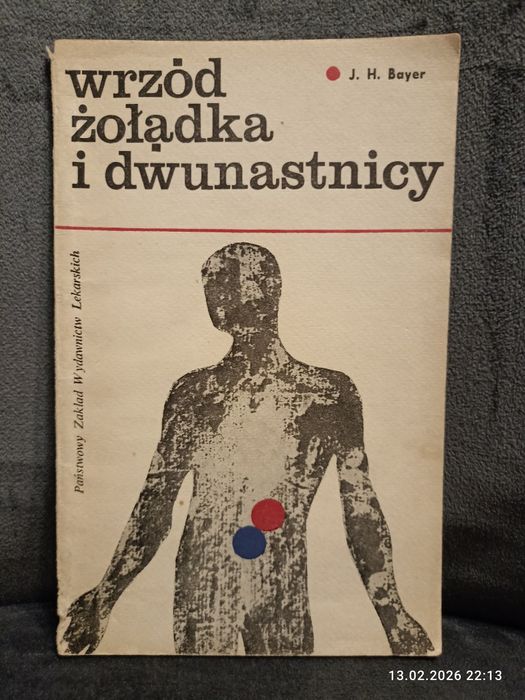 wrzód
żołądka
i dwunastnicy
J. H. Bayer
Państwowy Zakład Wydawnictw Lekarskich
13.02.2026 22:13